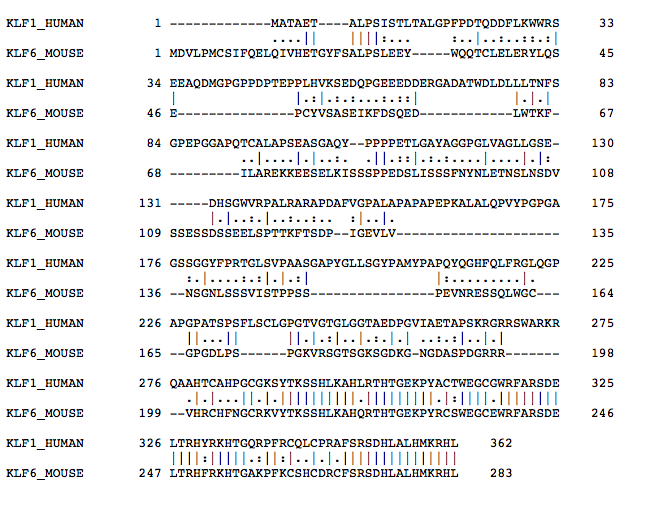 KLF1_HUMAN 1 --------------MATAET----ALPSISTLTALGPFPDTQDDFLKWWRS 33
||| ||||:... ..:..::..:|
KLF6_MOUSE 1 MDVLPMCSIFQELQIVHETGYFSALPSLEEY-----WQQTCLELERYLQS 45
KLF1_HUMAN 34 EEAQDMGPGPPDPTEPPLHVKSEDQPGEEEDDERGADATWDLDLLLTNFS 83
| |.:|..:..:.....:::| |.|.|
KLF6_MOUSE 46 E----------------PCYVSASEIKFDSQED------------LWTKF- 67
KLF1_HUMAN 84 GPEPGGAPQTCALAPSEASGAQY--PPPPETLGAYAGGPGLVAGLLGSE- 130
..|....|.|..:. .||.::|....:....|....|.|:
KLF6_MOUSE 68 ---------ILAREKKEESELKISSSPPEDSLISSSFNYNLETNSLNSDV 108
KLF1_HUMAN 131 -----DHSGWVRPALRARAPDAFVGPALAPAPAPEPKALALQPVYPGPGA 175
|.|..:..:|..:.. :|..|.
KLF6_MOUSE 109 SSESSDSSEELSPTTKFTSDP--IGEVLV--------------------- 135
KLF1_HUMAN 176 GSSGGYFPRTGLSVPAASGAPYGLLSGYPAMYPAPQYQGHFQLFRGLQGP 225
:.|....:|.|..:| |:.........|.
KLF6_MOUSE 136 --NSGNLSSSVISTPPSS----------------PEVNRESSQLWGC--- 164
KLF1_HUMAN 226 APGPATSPSFLSCLGPGTVGTGLGGTAEDPGVIAETAPSKRGRRSWARKR 275
||:...|| ||.|..:|...|..:|. |..:.|..:.||
KLF6_MOUSE 165 --GPGDLPS------PGKVRSGTSGKSGDKG-NGDASPDGRRR------- 198
KLF1_HUMAN 276 QAAHTCAHPGCGKSYTKSSHLKAHLRTHTGEKPYACTWEGCGWRFARSDE 325
.|.|...||.|.||||||||||.|||||||||.|:|||.|.||||||||
KLF6_MOUSE 199 --VHRCHFNGCRKVYTKSSHLKAHQRTHTGEKPYRCSWEGCEWRFARSDE 246
KLF1_HUMAN 326 LTRHYRKHTGQRPFRCQLCPRAFSRSDHLALHMKRHL 362
||||:|||||.:||:|..|.|.||||||||||||||
KLF6_MOUSE 247 LTRHFRKHTGAKPFKCSHCDRCFSRSDHLALHMKRHL 283